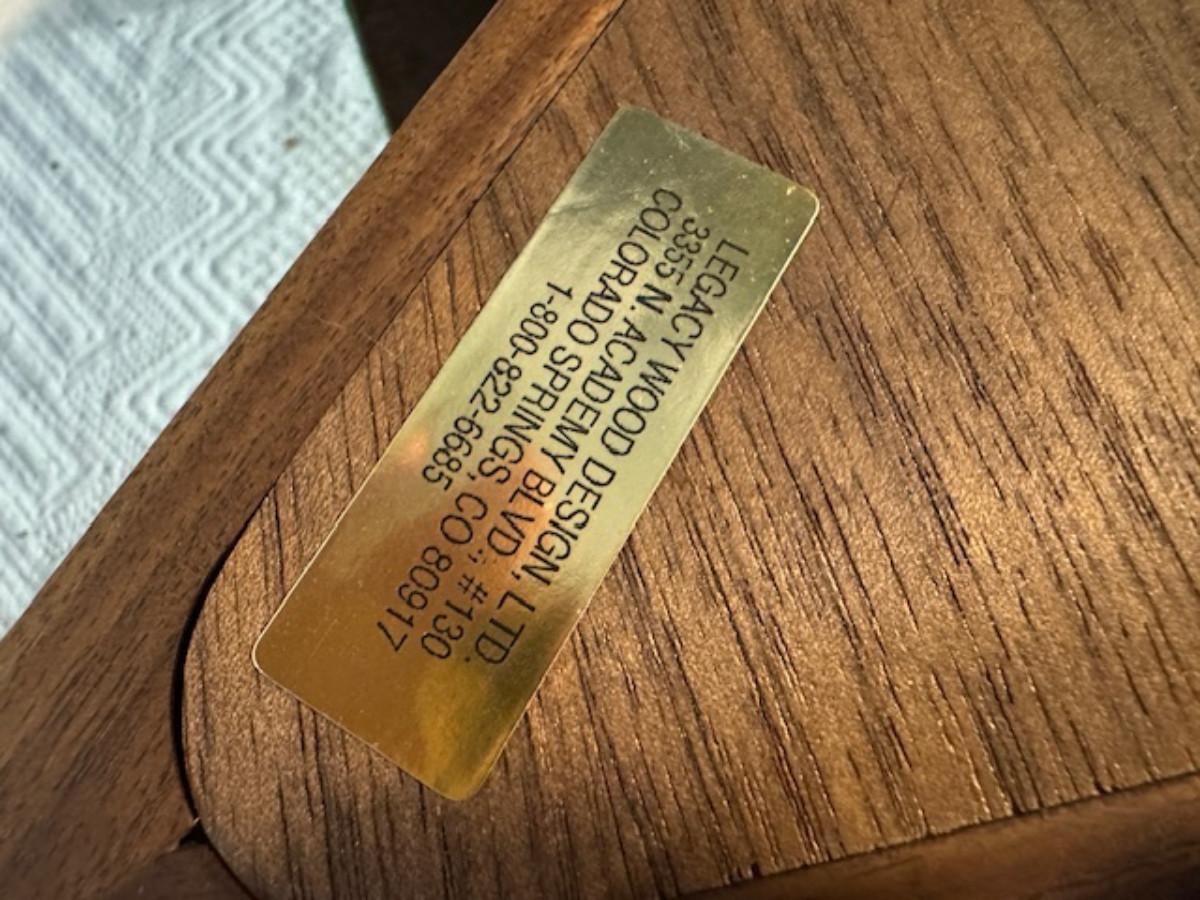 LEGACY WOOD DESIGN, LTD.
3355 N. ACADEMY BLVD.; #130
COLORADO SPRINGS, CO 80917
1-800-822-6685